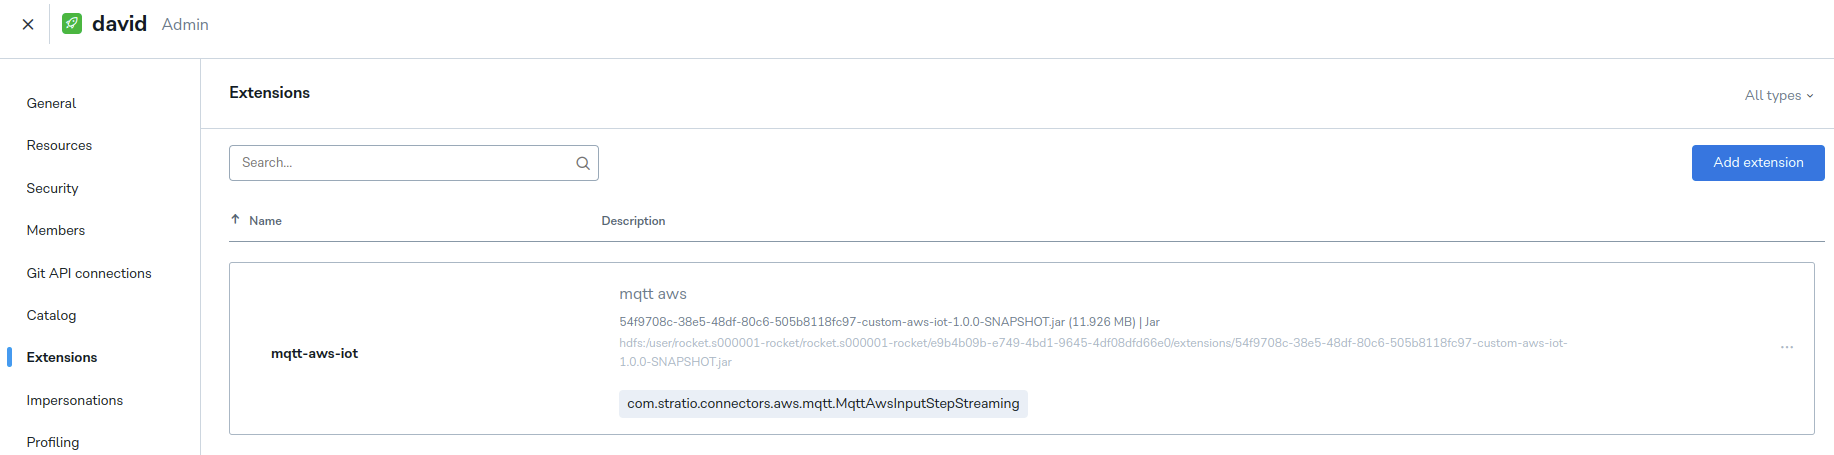 david Admin
General
Resources
Security
Members
Git API connections
Catalog
Extensions
Impersonations
Profiling
Extensions
All types
Search...
Add extension
Name Description
mqtt-aws-iot
mqtt aws
54f9708c-38e5-48df-80c6-505b8118fc97-custom-aws-iot-1.0.0-SNAPSHOT.jar (11.926 MB) | Jar
hdfs:/user/rocket.s000001-rocket/rocket.s000001-rocket/e9b4b09b-e749-4bd1-9645-4df08dfd66e0/extensions/54f9708c-38e5-48df-80c6-505b8118fc97-custom-aws-iot-
1.0.0-SNAPSHOT.jar
com.stratio.connectors.aws.mqtt.MqttAwsInputStepStreaming